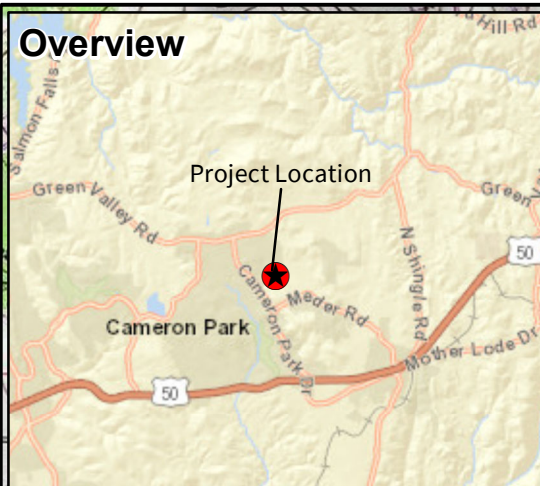 Overview
Hill Rd
Salmon Falls
Project Location
Green Valley Rd
Green
N Shingle Rd
50
Cameron Park Dr
Meder Rd
Cameron Park
Mother Lode Dr
50